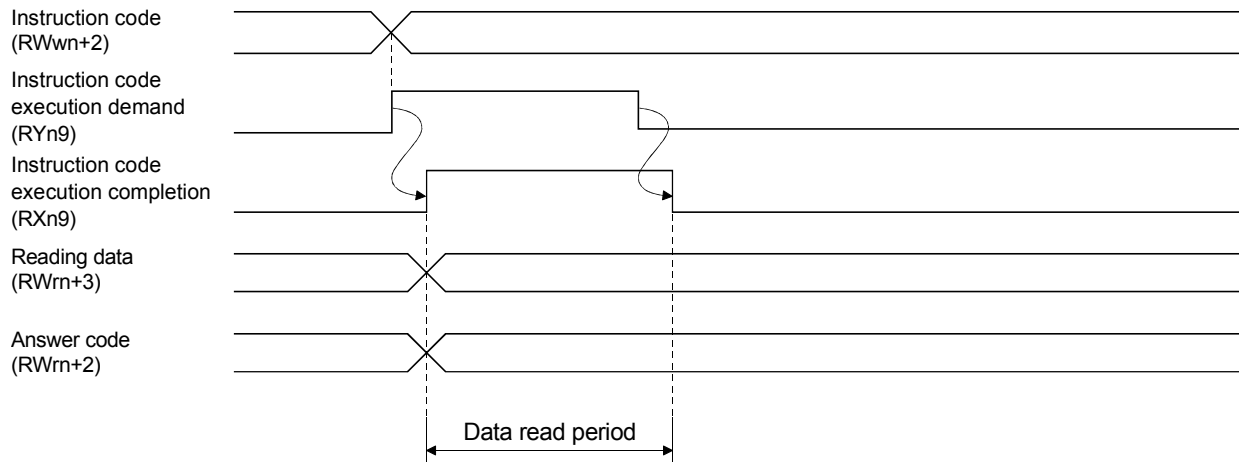 Instruction code
(RWwn+2)
Instruction code
execution demand
(RYn9)
Instruction code
execution completion
(RXn9)
Reading data
(RWrn+3)
Answer code
(RWrn+2)
Data read period